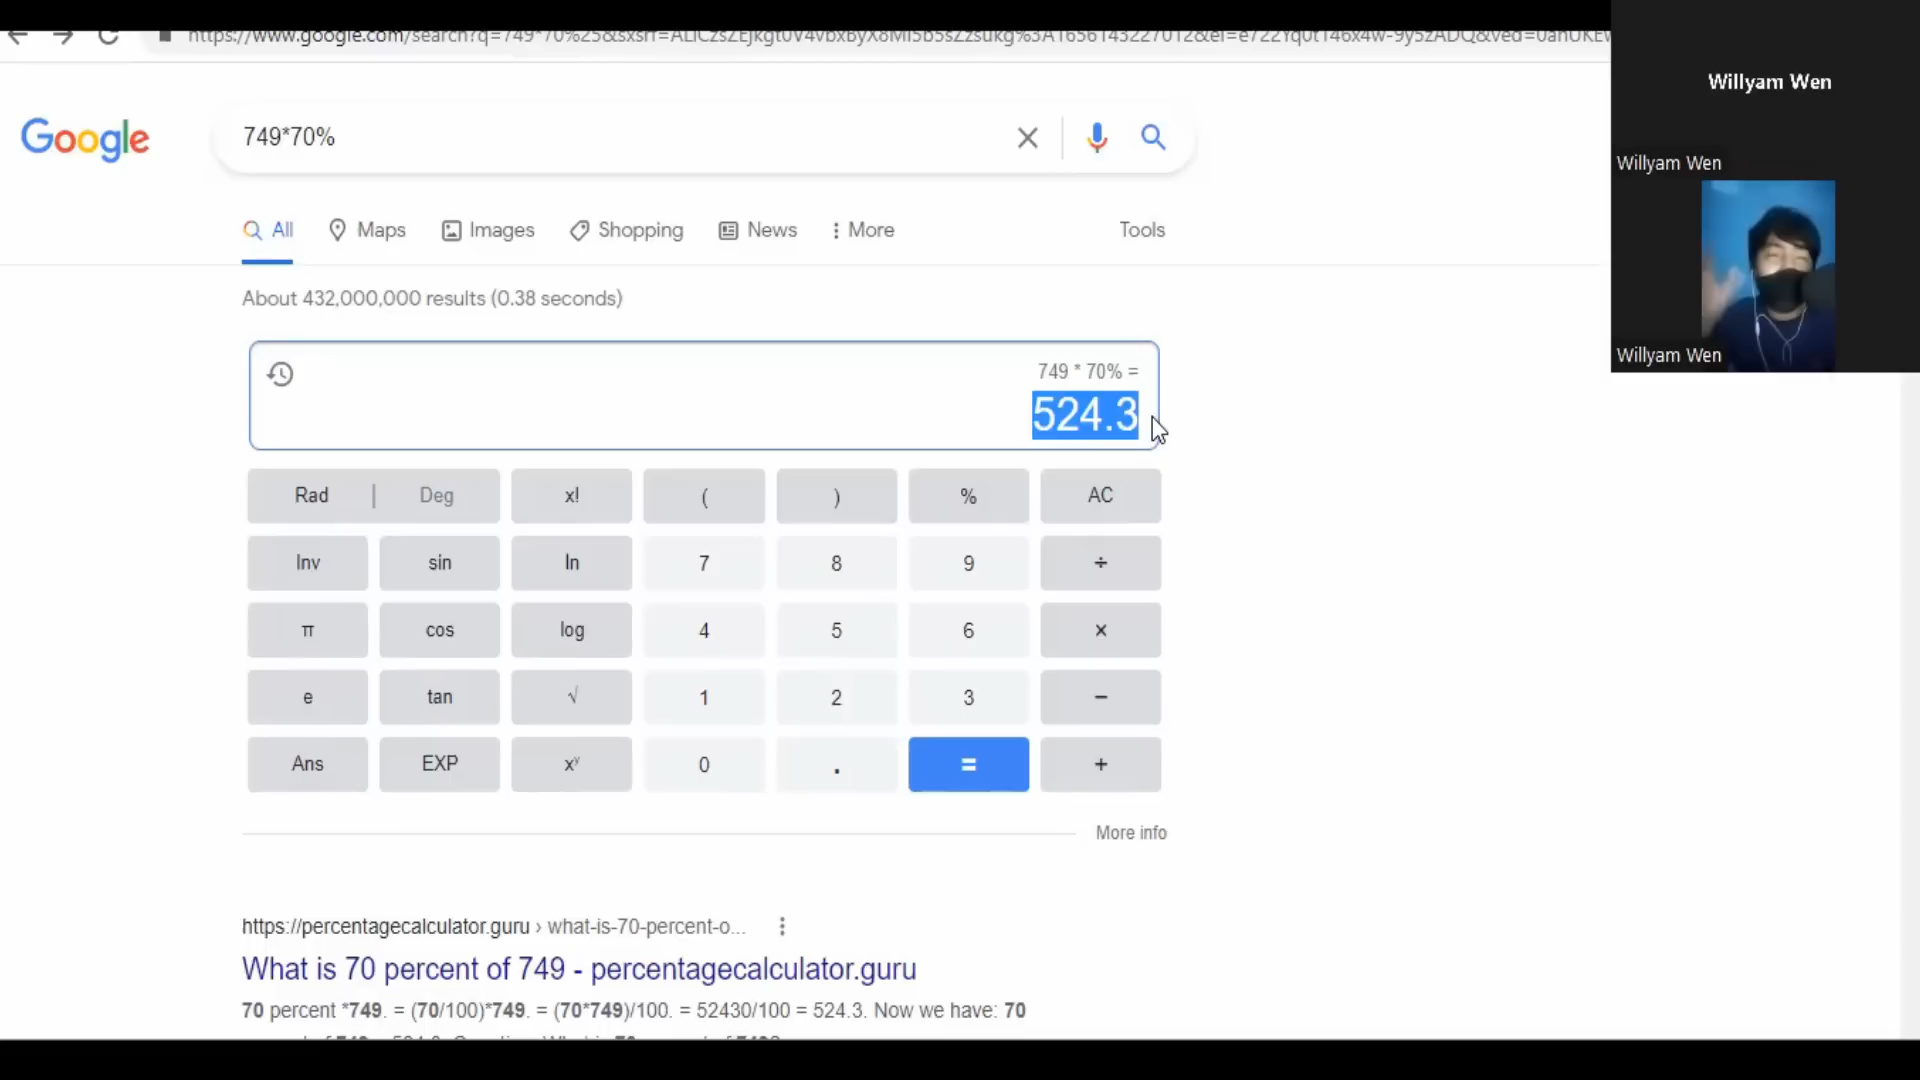 Willyam Wen
Google
749*70%
All
Maps
Images
Shopping
News
More
Tools
About 432,000,000 results (0.38 seconds)
749 * 70% =
524.3
Rad | Deg
x!
(
)
%
AC
Inv
sin
ln
7
8
9
÷
π
cos
log
4
5
6
×
e
tan
√
1
2
3
−
Ans
EXP
xʸ
0
.
=
+
More info
https://percentagecalculator.guru › what-is-70-percent-o...
What is 70 percent of 749 - percentagecalculator.guru
70 percent *749. = (70/100)*749. = (70*749)/100. = 52430/100 = 524.3. Now we have: 70
Willyam Wen
Willyam Wen